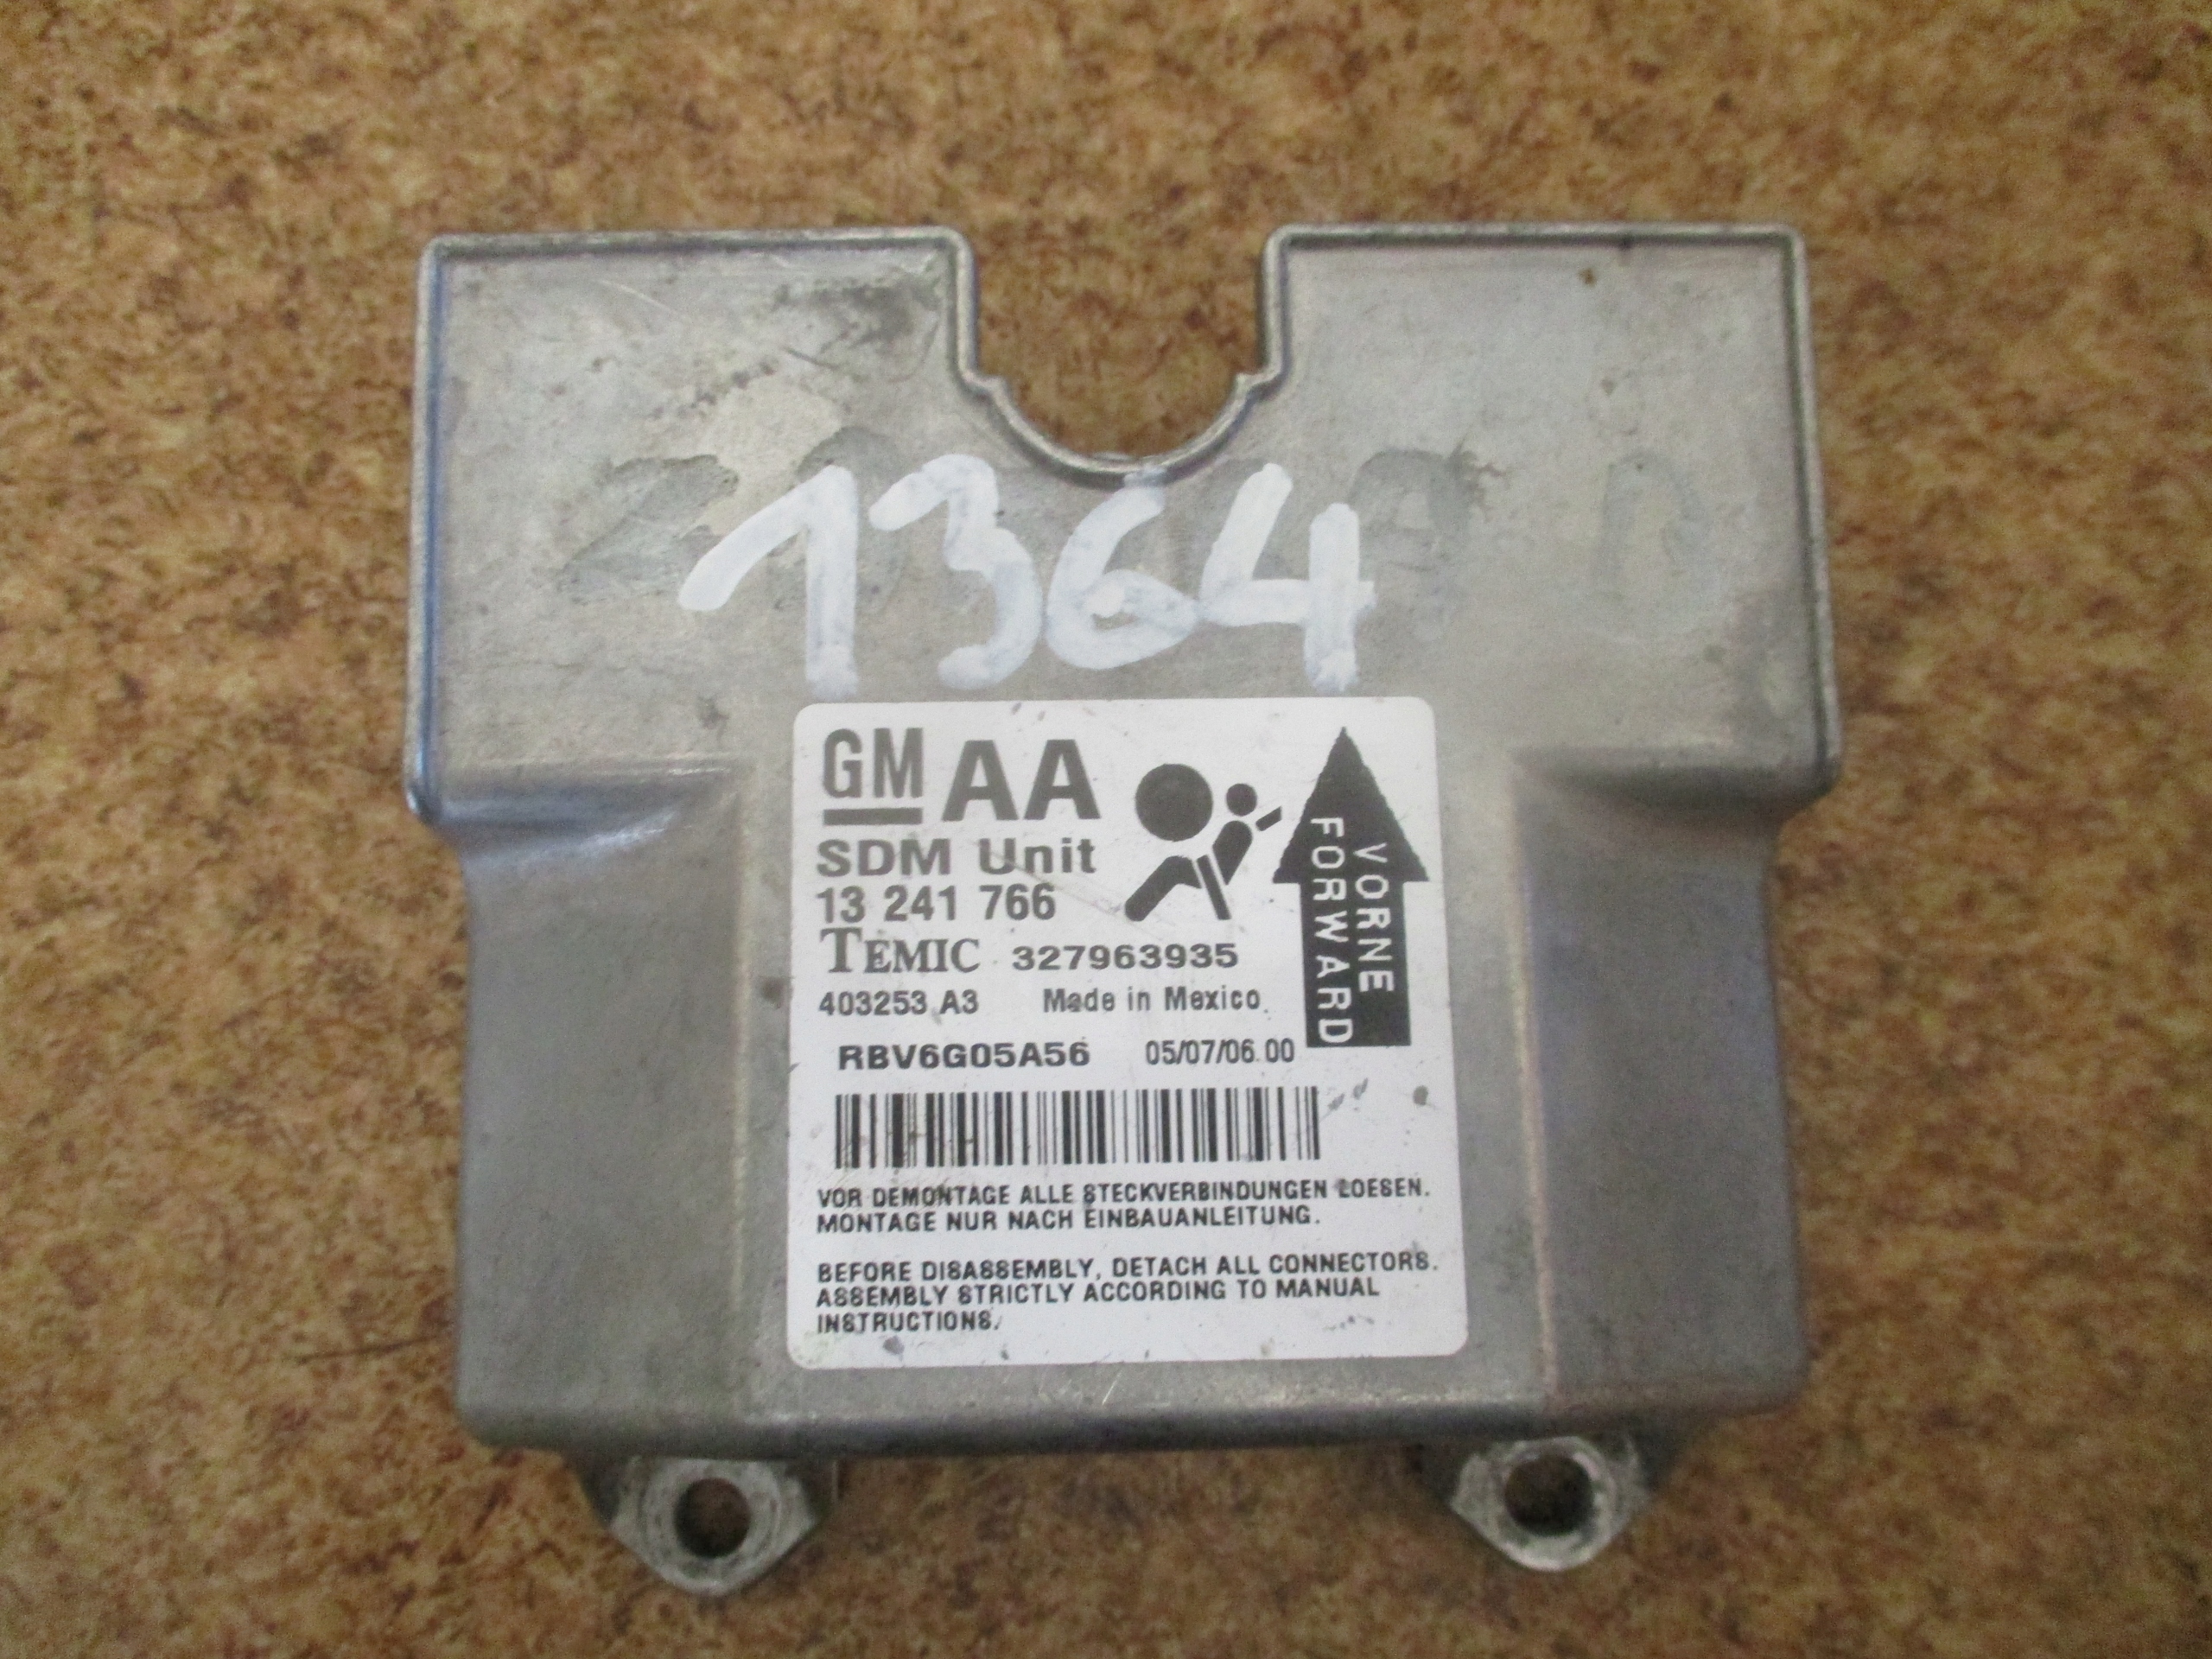 1364
GM AA
SDM Unit
13 241 766
TEMIC 327963935
403253 A3 Made in Mexico
RBV6G05A56 05/07/06 00
VORNE
FORWARD
VOR DEMONTAGE ALLE STECKVERBINDUNGEN LOESEN.
MONTAGE NUR NACH EINBAUANLEITUNG.
BEFORE DISASSEMBLY, DETACH ALL CONNECTORS.
ASSEMBLY STRICTLY ACCORDING TO MANUAL
INSTRUCTIONS.